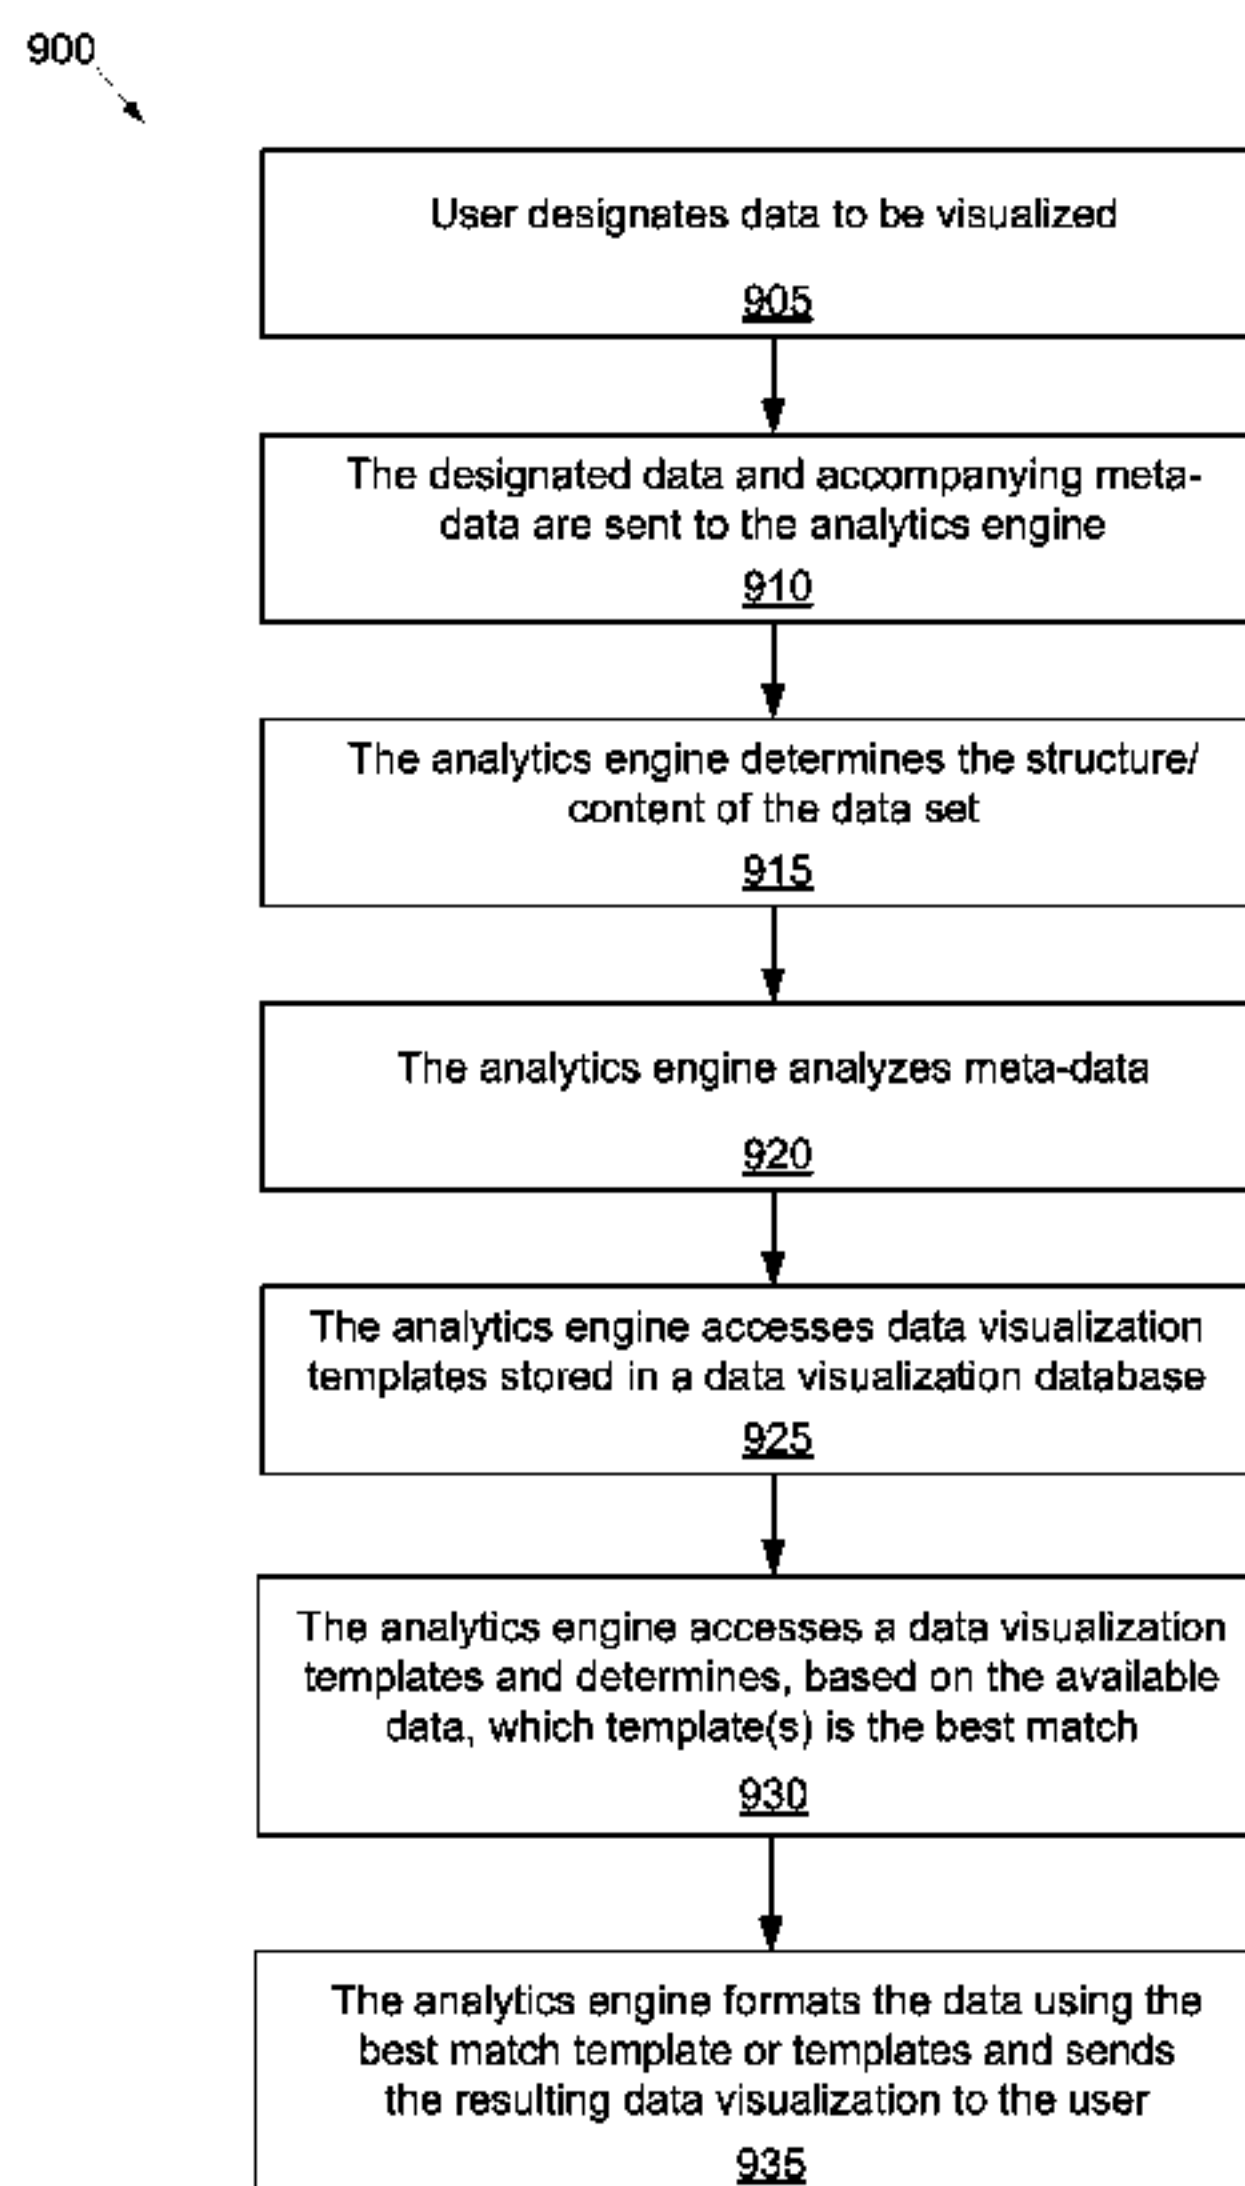 900
User designates data to be visualized
905
The designated data and accompanying meta-
data are sent to the analytics engine
910
The analytics engine determines the structure/
content of the data set
915
The analytics engine analyzes meta-data
920
The analytics engine accesses data visualization
templates stored in a data visualization database
925
The analytics engine accesses a data visualization
templates and determines, based on the available
data, which template(s) is the best match
930
The analytics engine formats the data using the
best match template or templates and sends
the resulting data visualization to the user
935